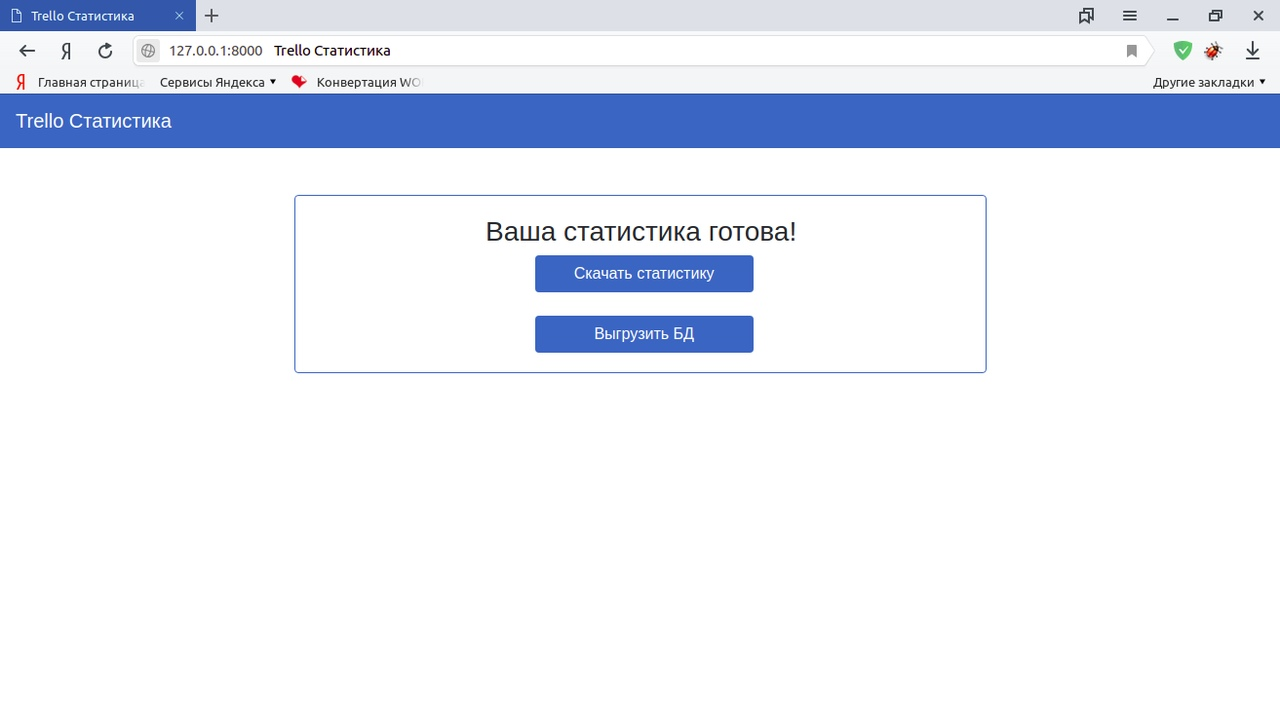 Trello Статистика
127.0.0.1:8000 Trello Статистика
Главная страница Сервисы Яндекса Конвертация WO Другие закладки
Trello Статистика
Ваша статистика готова!
Скачать статистику
Выгрузить БД